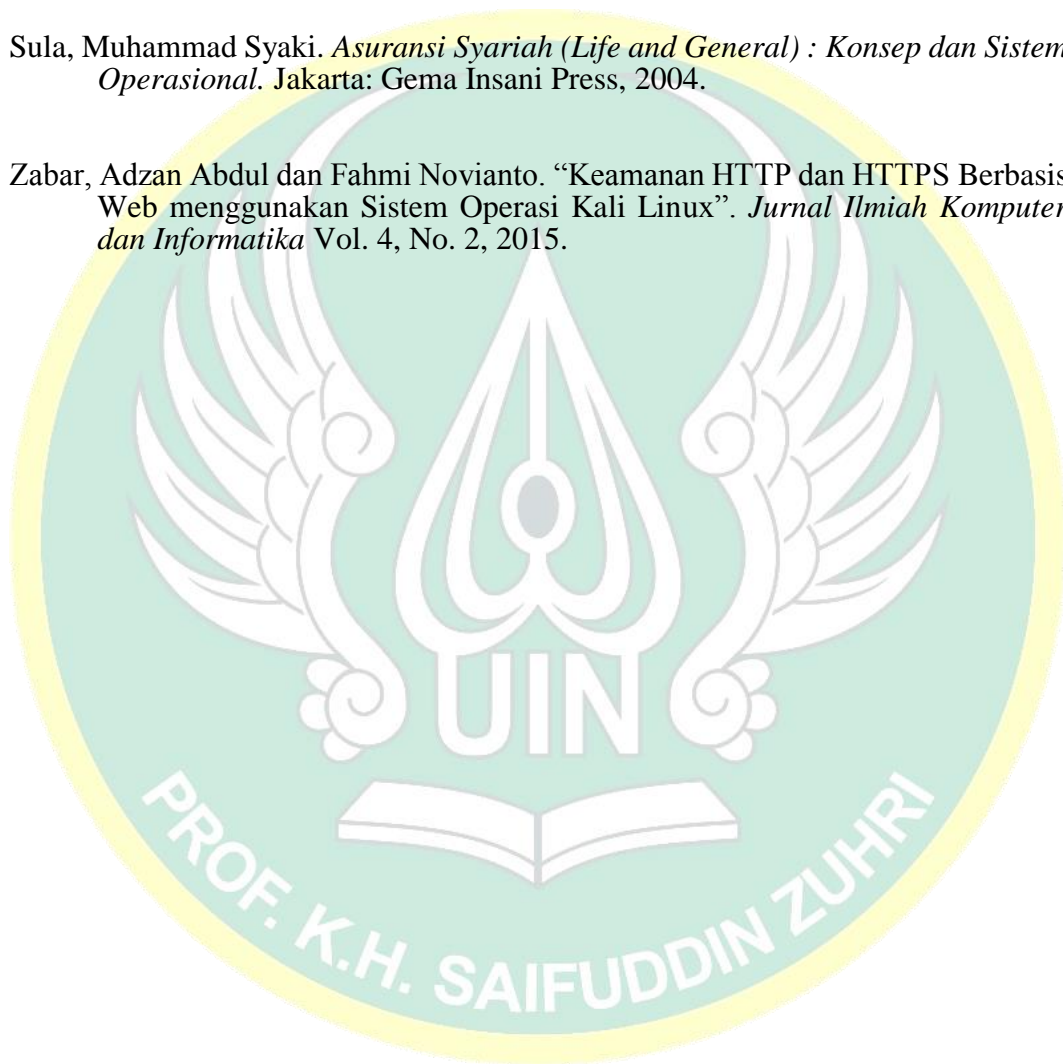 Sula, Muhammad Syaki. Asuransi Syariah (Life and General) : Konsep dan Sistem
Operasional. Jakarta: Gema Insani Press, 2004.
Zabar, Adzan Abdul dan Fahmi Novianto. “Keamanan HTTP dan HTTPS Berbasis
Web menggunakan Sistem Operasi Kali Linux”. Jurnal Ilmiah Komputer
dan Informatika Vol. 4, No. 2, 2015.
UIN
PROF. K.H. SAIFUDDIN ZUHRI